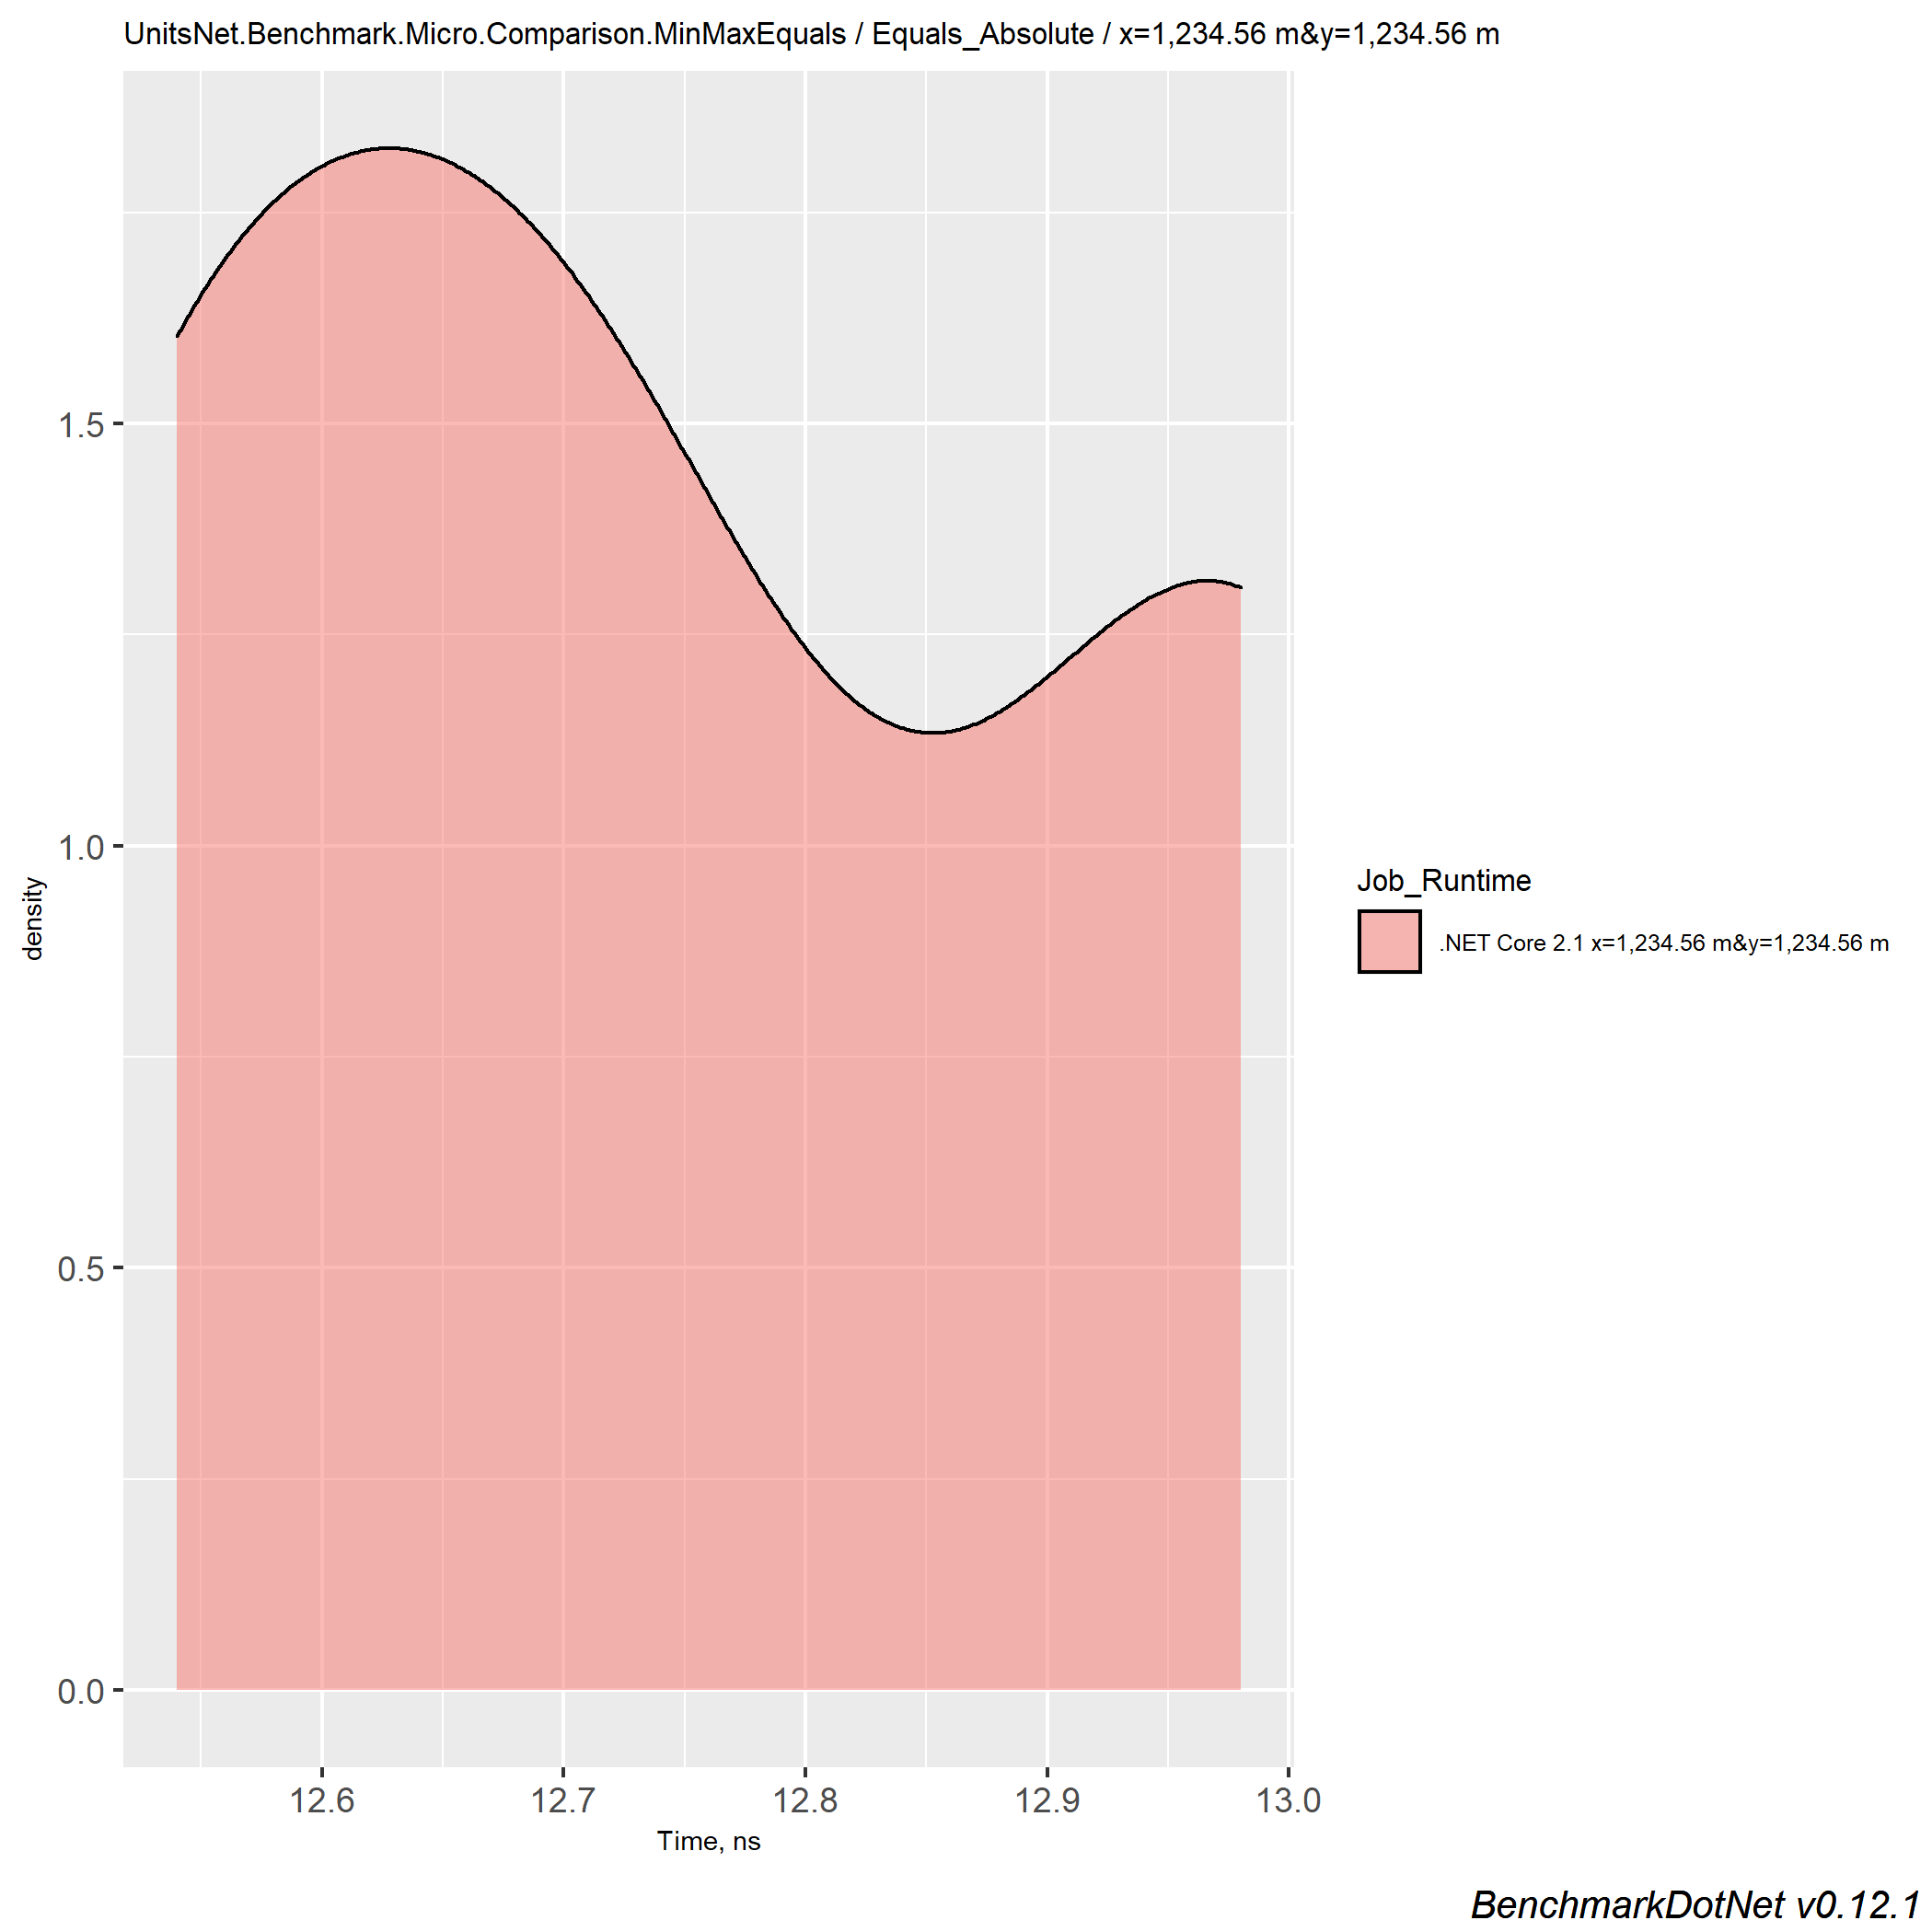 UnitsNet.Benchmark.Micro.Comparison.MinMaxEquals / Equals_Absolute / x=1,234.56 m&y=1,234.56 m
1.5
1.0
0.5
0.0
density
12.6 12.7 12.8 12.9 13.0
Time, ns
Job_Runtime
.NET Core 2.1 x=1,234.56 m&y=1,234.56 m
BenchmarkDotNet v0.12.1